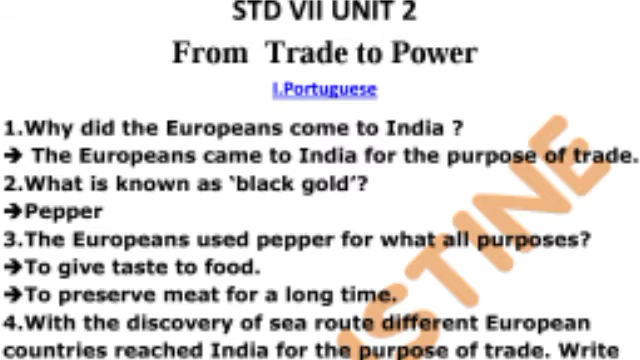 STD VII UNIT 2
From Trade to Power
I.Portuguese
1.Why did the Europeans come to India ?
➔ The Europeans came to India for the purpose of trade.
2.What is known as ‘black gold’?
➔Pepper
3.The Europeans used pepper for what all purposes?
➔To give taste to food.
➔To preserve meat for a long time.
4.With the discovery of sea route different European
countries reached India for the purpose of trade. Write
STINE